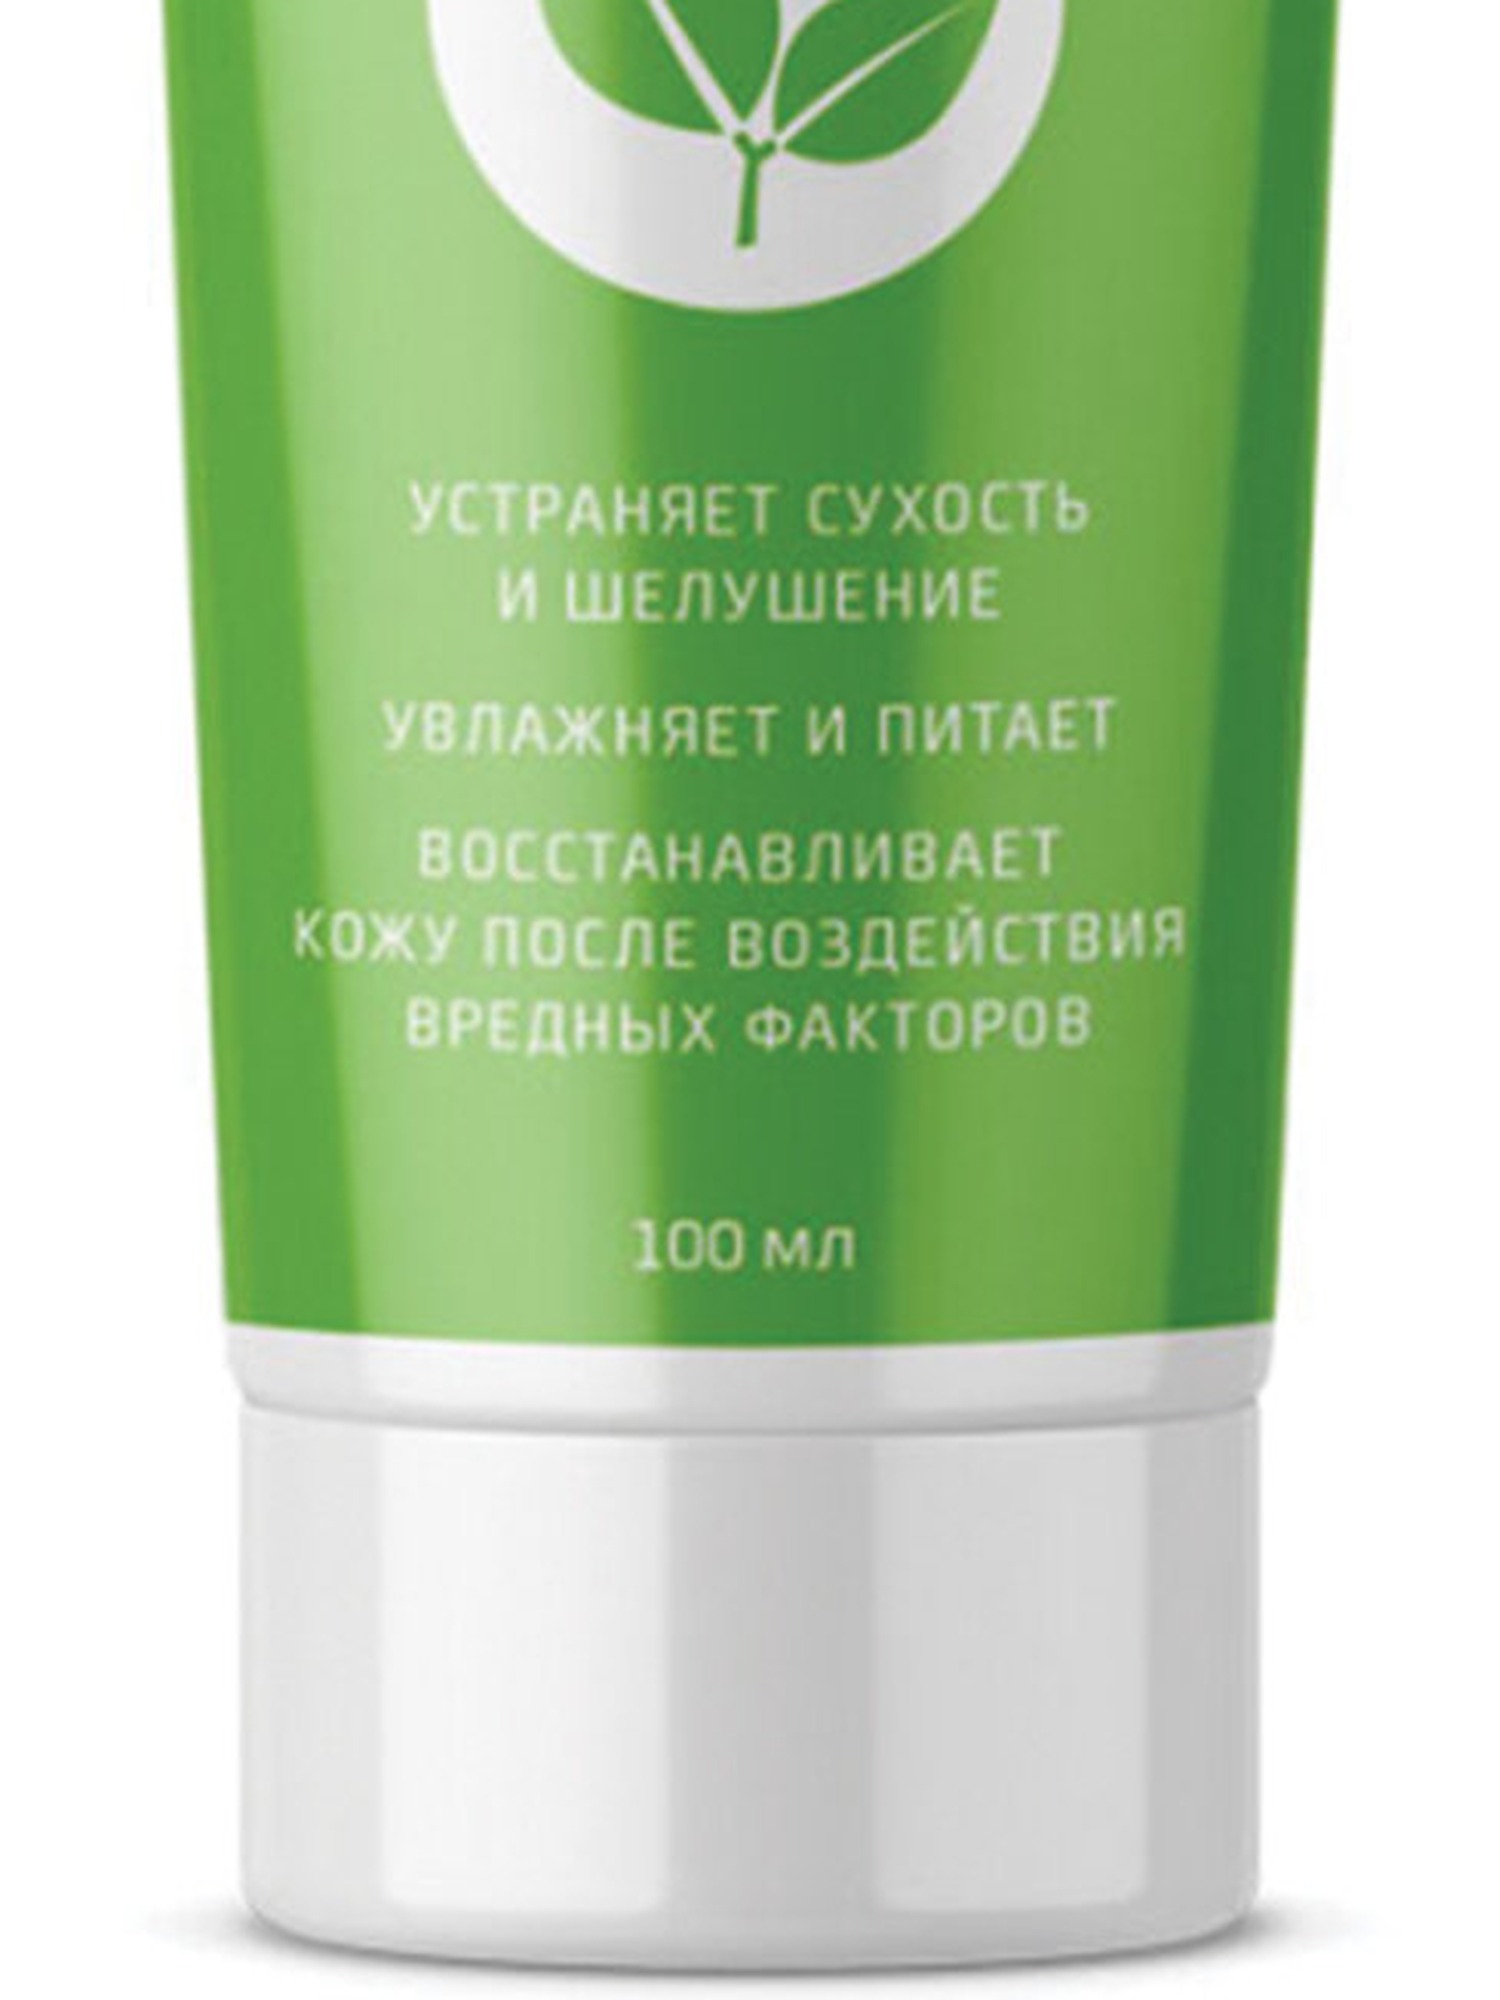 УСТРАНЯЕТ СУХОСТЬ
И ШЕЛУШЕНИЕ
УВЛАЖНЯЕТ И ПИТАЕТ
ВОССТАНАВЛИВАЕТ
КОЖУ ПОСЛЕ ВОЗДЕЙСТВИЯ
ВРЕДНЫХ ФАКТОРОВ
100 мл